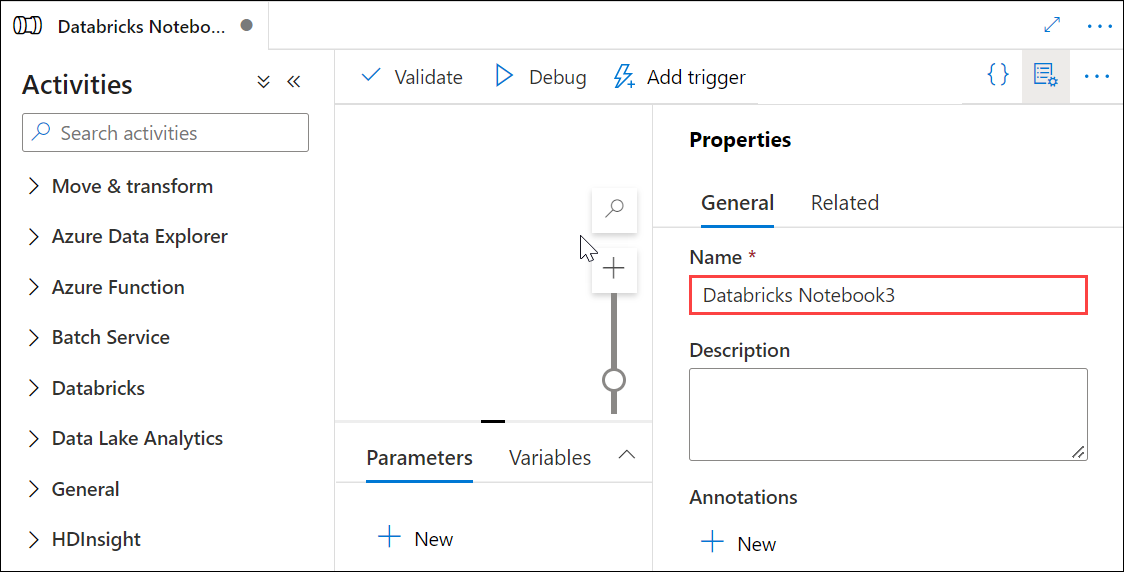 Databricks Notebo...
Activities
Search activities
Move & transform
Azure Data Explorer
Azure Function
Batch Service
Databricks
Data Lake Analytics
General
HDInsight
Validate
Debug
Add trigger
{}
Parameters
Variables
New
Properties
General
Related
Name *
Databricks Notebook3
Description
Annotations
New